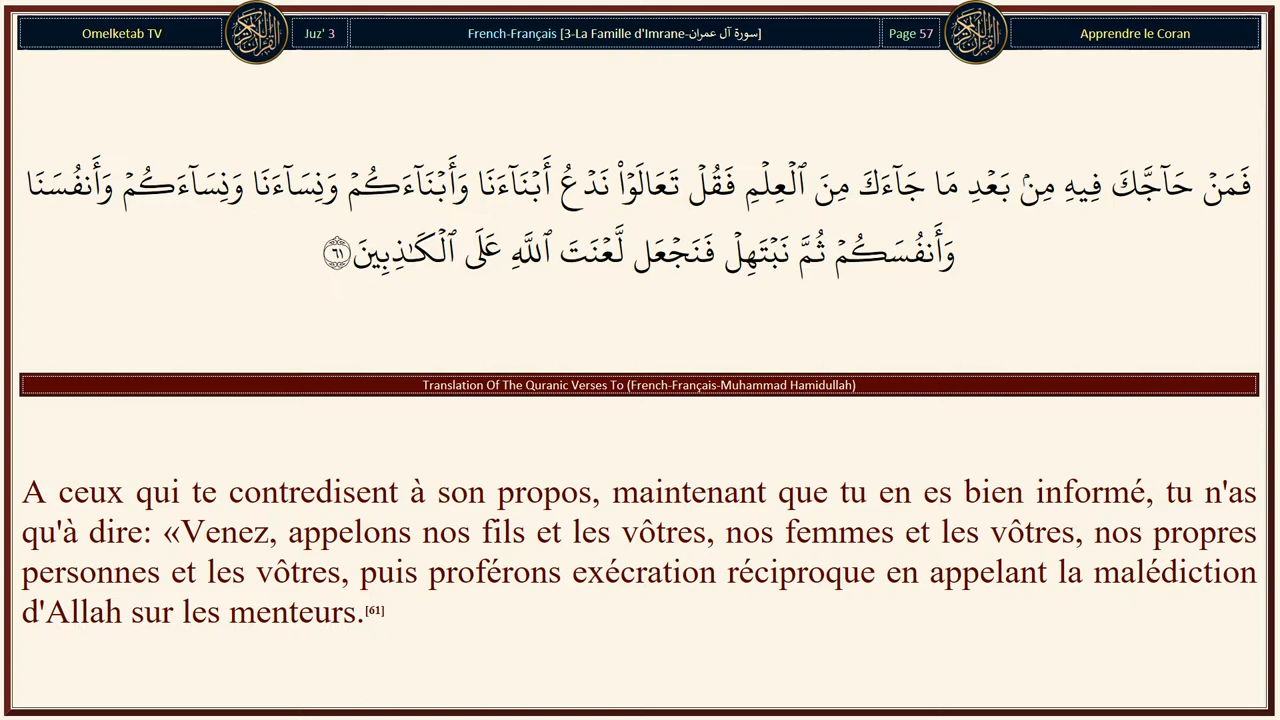 Omelketab TV
Juz' 3
French-Français [3-La Famille d'Imrane-سورة آل عمران]
Page 57
Apprendre le Coran
فَمَنۡ حَآجَّكَ فِيهِ مِنۢ بَعۡدِ مَا جَآءَكَ مِنَ ٱلۡعِلۡمِ فَقُلۡ تَعَالَوۡاْ نَدۡعُ أَبۡنَآءَنَا وَأَبۡنَآءَكُمۡ وَنِسَآءَنَا وَنِسَآءَكُمۡ وَأَنفُسَنَا
وَأَنفُسَكُمۡ ثُمَّ نَبۡتَهِلۡ فَنَجۡعَل لَّعۡنَتَ ٱللَّهِ عَلَى ٱلۡكَٰذِبِينَ ٦١
Translation Of The Quranic Verses To (French-Français-Muhammad Hamidullah)
A ceux qui te contredisent à son propos, maintenant que tu en es bien informé, tu n'as
qu'à dire: «Venez, appelons nos fils et les vôtres, nos femmes et les vôtres, nos propres
personnes et les vôtres, puis proférons exécration réciproque en appelant la malédiction
d'Allah sur les menteurs.[61]